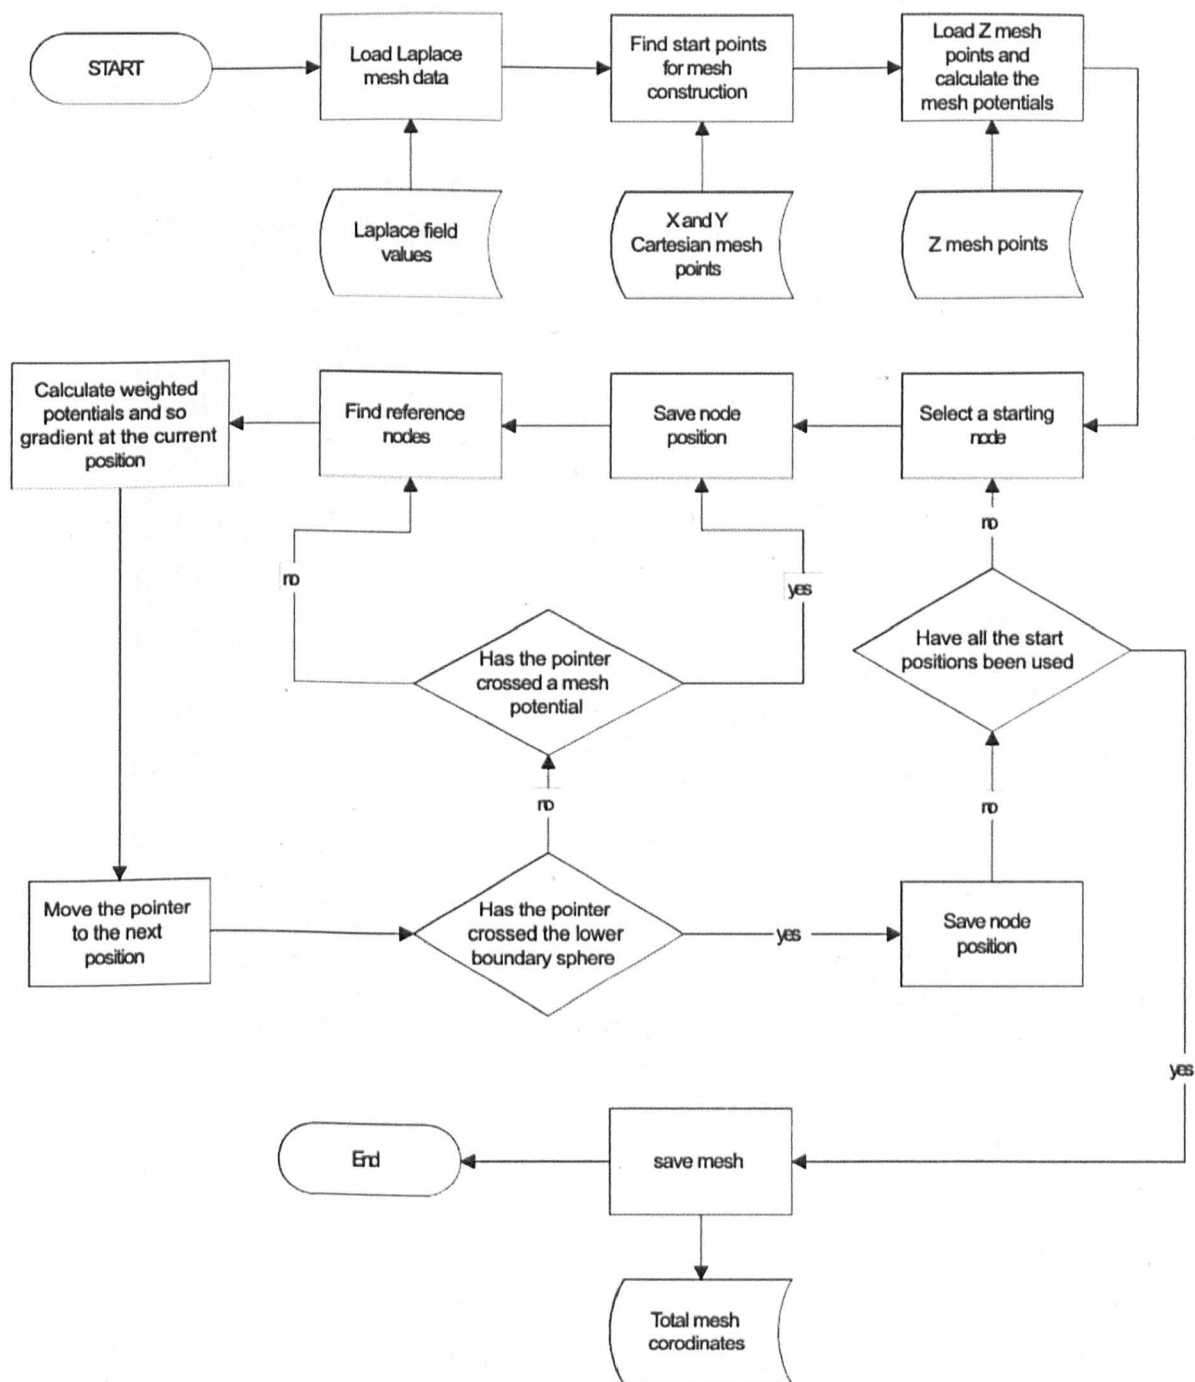 START
Load Laplace
mesh data
Find start points
for mesh
construction
Load Z mesh
points and
calculate the
mesh potentials
Laplace field
values
X and Y
Cartesian mesh
points
Z mesh points
Calculate weighted
potentials and so
gradient at the current
position
Find reference
nodes
Save node
position
Select a starting
node
no
no
yes
Has the pointer
crossed a mesh
potential
Have all the start
positions been used
no
no
Move the pointer
to the next
position
Has the pointer
crossed the lower
boundary sphere
yes
Save node
position
yes
End
save mesh
Total mesh
corodinates